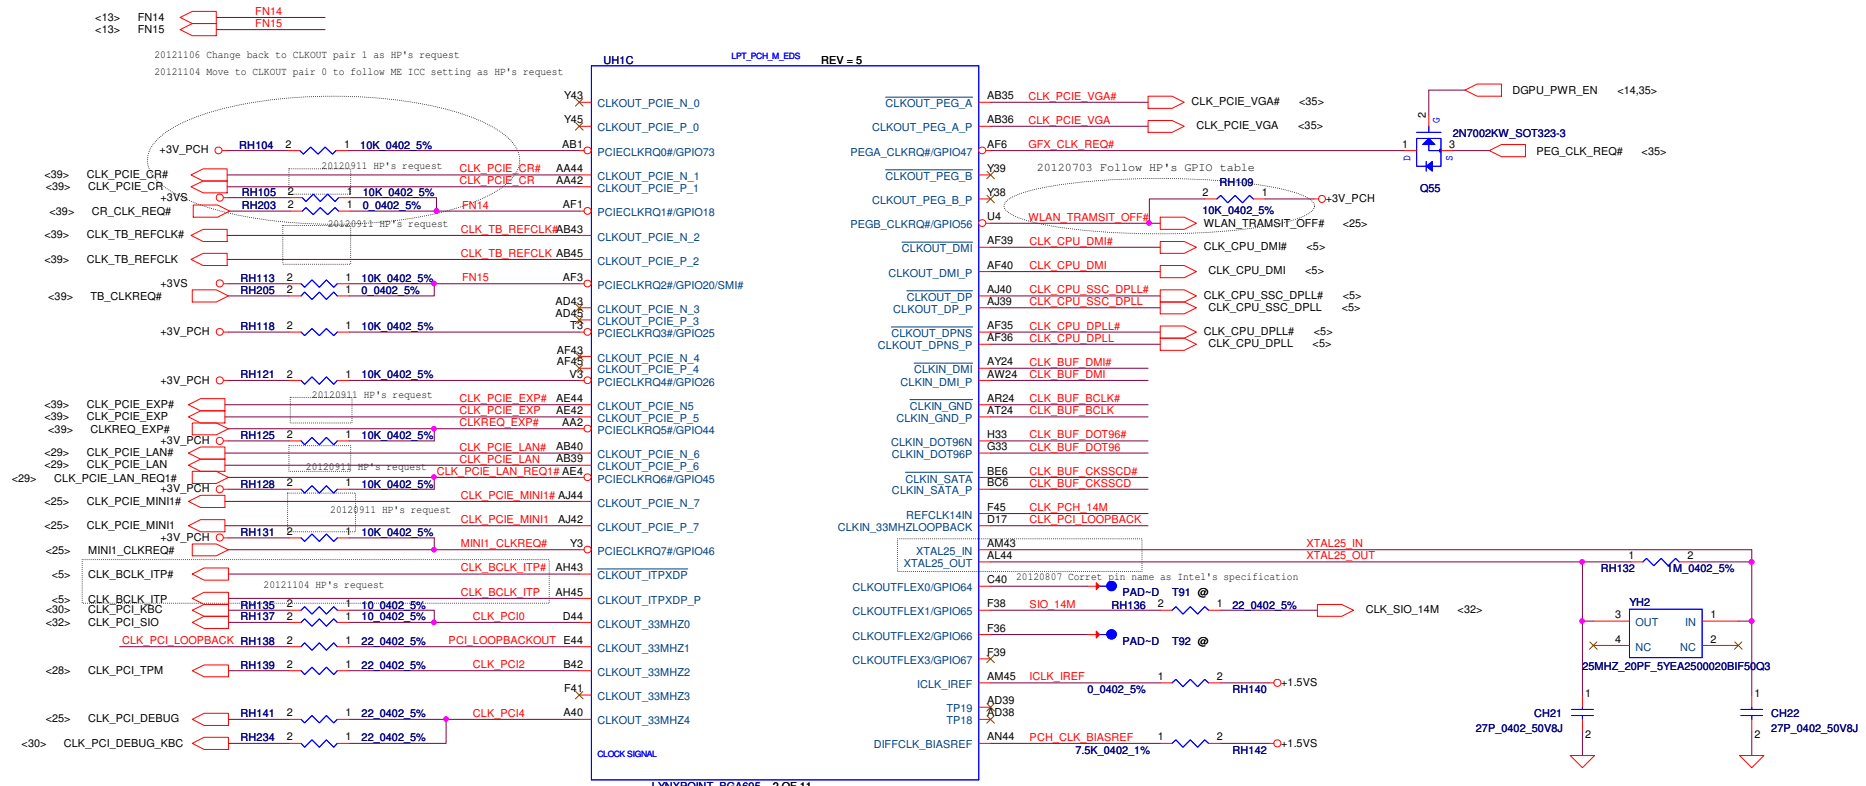 <13> FN14 FN14
<13> FN15 FN15
20121106 Change back to CLKOUT pair 1 as HP's request
20121104 Move to CLKOUT pair 0 to follow ME ICC setting as HP's request
UH1C LPT_PCH_M_EDS REV = 5
Y43 CLKOUT_PCIE_N_0
Y45 CLKOUT_PCIE_P_0
+3V_PCH RH104 2 1 10K_0402_5% AB1 PCIECLKRQ0#/GPIO73
20120911 HP's request
<39> CLK_PCIE_CR# CLK_PCIE_CR# AA44 CLKOUT_PCIE_N_1
<39> CLK_PCIE_CR CLK_PCIE_CR AA42 CLKOUT_PCIE_P_1
+3VS RH105 2 1 10K_0402_5%
<39> CR_CLK_REQ# RH203 2 1 0_0402_5% FN14 AF1 PCIECLKRQ1#/GPIO18
20120911 HP's request
<39> CLK_TB_REFCLK# CLK_TB_REFCLK# AB43 CLKOUT_PCIE_N_2
<39> CLK_TB_REFCLK CLK_TB_REFCLK AB45 CLKOUT_PCIE_P_2
+3VS RH113 2 1 10K_0402_5% FN15 AF3 PCIECLKRQ2#/GPIO20/SMI#
<39> TB_CLKREQ# RH205 2 1 0_0402_5%
AD43 CLKOUT_PCIE_N_3
AD45 CLKOUT_PCIE_P_3
+3V_PCH RH118 2 1 10K_0402_5% T3 PCIECLKRQ3#/GPIO25
AF43 CLKOUT_PCIE_N_4
AF45 CLKOUT_PCIE_P_4
+3V_PCH RH121 2 1 10K_0402_5% V3 PCIECLKRQ4#/GPIO26
20120911 HP's request
<39> CLK_PCIE_EXP# CLK_PCIE_EXP# AE44 CLKOUT_PCIE_N5
<39> CLK_PCIE_EXP CLK_PCIE_EXP AE42 CLKOUT_PCIE_P_5
<39> CLKREQ_EXP# CLKREQ_EXP# AA2 PCIECLKRQ5#/GPIO44
+3V_PCH RH125 2 1 10K_0402_5%
<29> CLK_PCIE_LAN# CLK_PCIE_LAN# AB40 CLKOUT_PCIE_N_6
<29> CLK_PCIE_LAN CLK_PCIE_LAN AB39 CLKOUT_PCIE_P_6
20120911 HP's request
<29> CLK_PCIE_LAN_REQ1# CLK_PCIE_LAN_REQ1# AE4 PCIECLKRQ6#/GPIO45
+3V_PCH RH128 2 1 10K_0402_5%
<25> CLK_PCIE_MINI1# CLK_PCIE_MINI1# AJ44 CLKOUT_PCIE_N_7
20120911 HP's request
<25> CLK_PCIE_MINI1 CLK_PCIE_MINI1 AJ42 CLKOUT_PCIE_P_7
+3V_PCH RH131 2 1 10K_0402_5%
<25> MINI1_CLKREQ# MINI1_CLKREQ# Y3 PCIECLKRQ7#/GPIO46
<5> CLK_BCLK_ITP# CLK_BCLK_ITP# AH43 CLKOUT_ITPXDP
20121104 HP's request
<5> CLK_BCLK_ITP CLK_BCLK_ITP AH45 CLKOUT_ITPXDP_P
<30> CLK_PCI_KBC RH135 2 1 10_0402_5%
<32> CLK_PCI_SIO RH137 2 1 10_0402_5% CLK_PCI0 D44 CLKOUT_33MHZ0
CLK_PCI_LOOPBACK RH138 2 1 22_0402_5% PCI_LOOPBACKOUT E44 CLKOUT_33MHZ1
<28> CLK_PCI_TPM RH139 2 1 22_0402_5% CLK_PCI2 B42 CLKOUT_33MHZ2
F41 CLKOUT_33MHZ3
<25> CLK_PCI_DEBUG RH141 2 1 22_0402_5% CLK_PCI4 A40 CLKOUT_33MHZ4
<30> CLK_PCI_DEBUG_KBC RH234 2 1 22_0402_5%
CLOCK SIGNAL
LYNXPOINT_BGA695 2 OF 11
CLKOUT_PEG_A AB35 CLK_PCIE_VGA# CLK_PCIE_VGA# <35>
CLKOUT_PEG_A_P AB36 CLK_PCIE_VGA CLK_PCIE_VGA <35>
PEGA_CLKRQ#/GPIO47 AF6 GFX_CLK_REQ#
DGPU_PWR_EN <14,35>
2 G 2N7002KW_SOT323-3
1 D 3 S PEG_CLK_REQ# <35>
Q55
CLKOUT_PEG_B Y39
20120703 Follow HP's GPIO table
CLKOUT_PEG_B_P Y38
RH109 2 1 10K_0402_5% +3V_PCH
PEGB_CLKRQ#/GPIO56 U4 WLAN_TRAMSIT_OFF# WLAN_TRAMSIT_OFF# <25>
CLKOUT_DMI AF39 CLK_CPU_DMI# CLK_CPU_DMI# <5>
CLKOUT_DMI_P AF40 CLK_CPU_DMI CLK_CPU_DMI <5>
CLKOUT_DP AJ40 CLK_CPU_SSC_DPLL# CLK_CPU_SSC_DPLL# <5>
CLKOUT_DP_P AJ39 CLK_CPU_SSC_DPLL CLK_CPU_SSC_DPLL <5>
CLKOUT_DPNS AF35 CLK_CPU_DPLL# CLK_CPU_DPLL# <5>
CLKOUT_DPNS_P AF36 CLK_CPU_DPLL CLK_CPU_DPLL <5>
CLKIN_DMI AY24 CLK_BUF_DMI#
CLKIN_DMI_P AW24 CLK_BUF_DMI
CLKIN_GND AR24 CLK_BUF_BCLK#
CLKIN_GND_P AT24 CLK_BUF_BCLK
CLKIN_DOT96N H33 CLK_BUF_DOT96#
CLKIN_DOT96P G33 CLK_BUF_DOT96
CLKIN_SATA BE6 CLK_BUF_CKSSCD#
CLKIN_SATA_P BC6 CLK_BUF_CKSSCD
REFCLK14IN F45 CLK_PCH_14M
CLKIN_33MHZLOOPBACK D17 CLK_PCI_LOOPBACK
XTAL25_IN AM43 XTAL25_IN
XTAL25_OUT AL44 XTAL25_OUT
RH132 1 2 1M_0402_5%
20120807 Corret pin name as Intel's specification
CLKOUTFLEX0/GPIO64 C40 PAD~D T91 @
CLKOUTFLEX1/GPIO65 F38 SIO_14M RH136 2 1 22_0402_5% CLK_SIO_14M <32>
CLKOUTFLEX2/GPIO66 F36 PAD~D T92 @
CLKOUTFLEX3/GPIO67 F39
YH2
3 OUT IN 1
4 NC NC 2
25MHZ_20PF_5YEA2500020BIF50Q3
ICLK_IREF AM45 ICLK_IREF 0_0402_5% 1 2 RH140 +1.5VS
TP19 AD39
TP18 AD38
DIFFCLK_BIASREF AN44 PCH_CLK_BIASREF 7.5K_0402_1% 1 2 RH142 +1.5VS
1 CH21 27P_0402_50V8J 2
1 CH22 27P_0402_50V8J 2